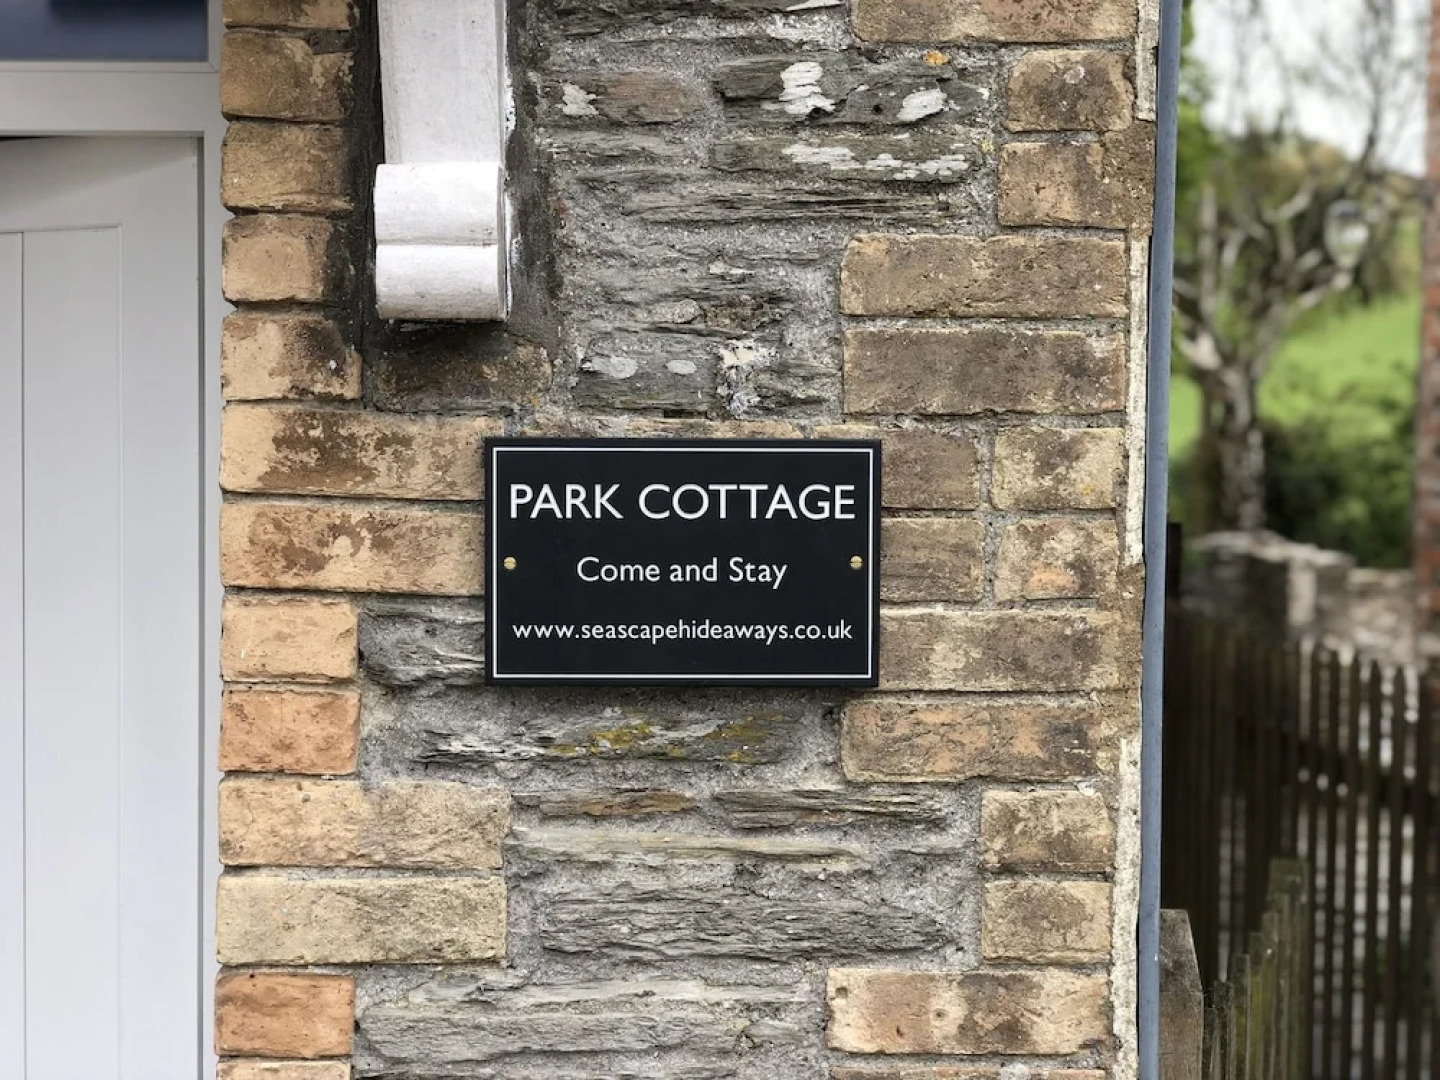 PARK COTTAGE
Come and Stay
www.seascapehideaways.co.uk